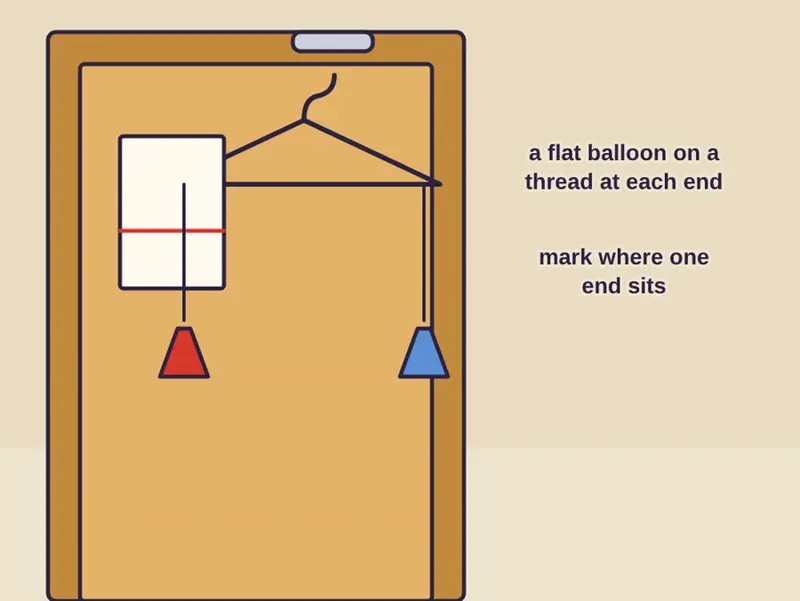 a flat balloon on a
thread at each end
mark where one
end sits